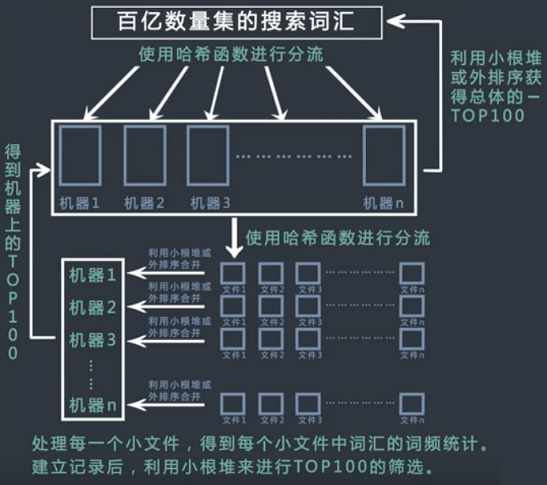 百亿数量集的搜索词汇
使用哈希函数进行分流
利用小根堆
或外排序获
得总体的一
TOP100
机器1 机器2 机器3 ………………… 机器n
得到机器上的TOP100
使用哈希函数进行分流
机器1
利用小根堆或
外排序合并
文件1 文件2 文件3 ………………… 文件n
机器2
利用小根堆或
外排序合并
文件1 文件2 文件3 ………………… 文件n
机器3
利用小根堆或
外排序合并
文件1 文件2 文件3 ………………… 文件n
……
机器n
利用小根堆或
外排序合并
文件1 文件2 文件3 ………………… 文件n
处理每一个小文件，得到每个小文件中词汇的词频统计。
建立记录后，利用小根堆来进行TOP100的筛选。